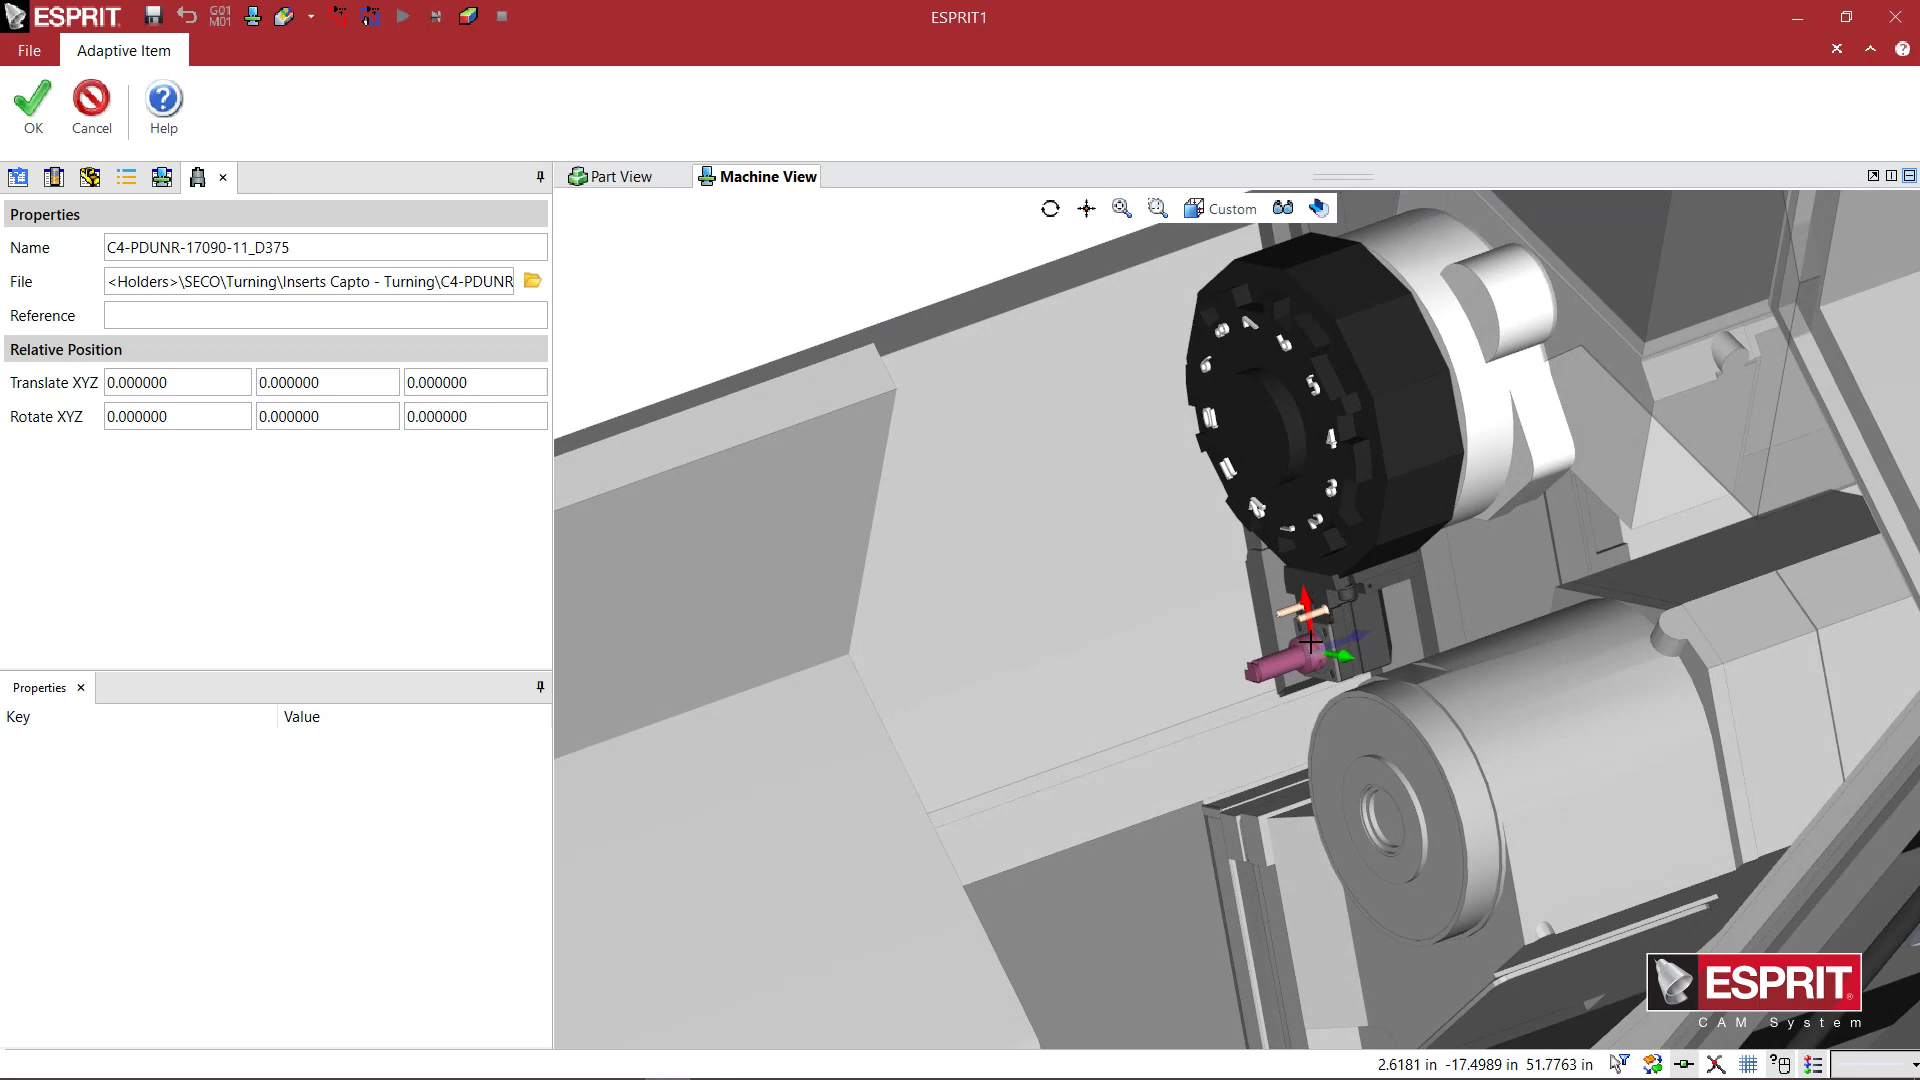 ESPRIT
G01
M01
ESPRIT1
File
Adaptive Item
OK
Cancel
Help
Part View
Machine View
Properties
Name
C4-PDUNR-17090-11_D375
File
<Holders>\SECO\Turning\Inserts Capto - Turning\C4-PDUNR
Reference
Relative Position
Translate XYZ
0.000000
0.000000
0.000000
Rotate XYZ
0.000000
0.000000
0.000000
Custom
Properties
Key
Value
ESPRIT
CAM System
2.6181 in -17.4989 in 51.7763 in